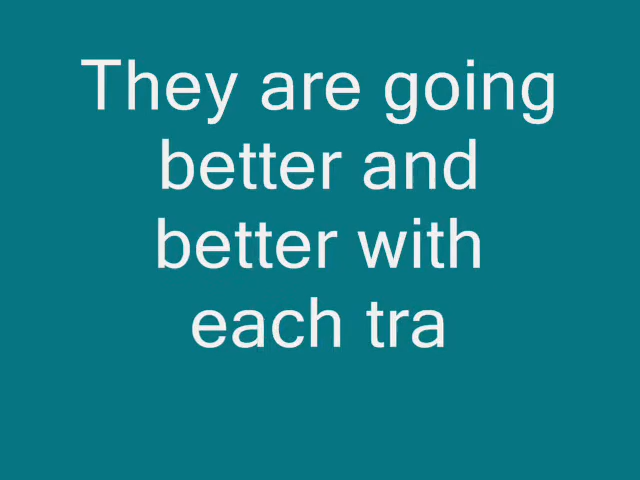 They are going
better and
better with
each tra